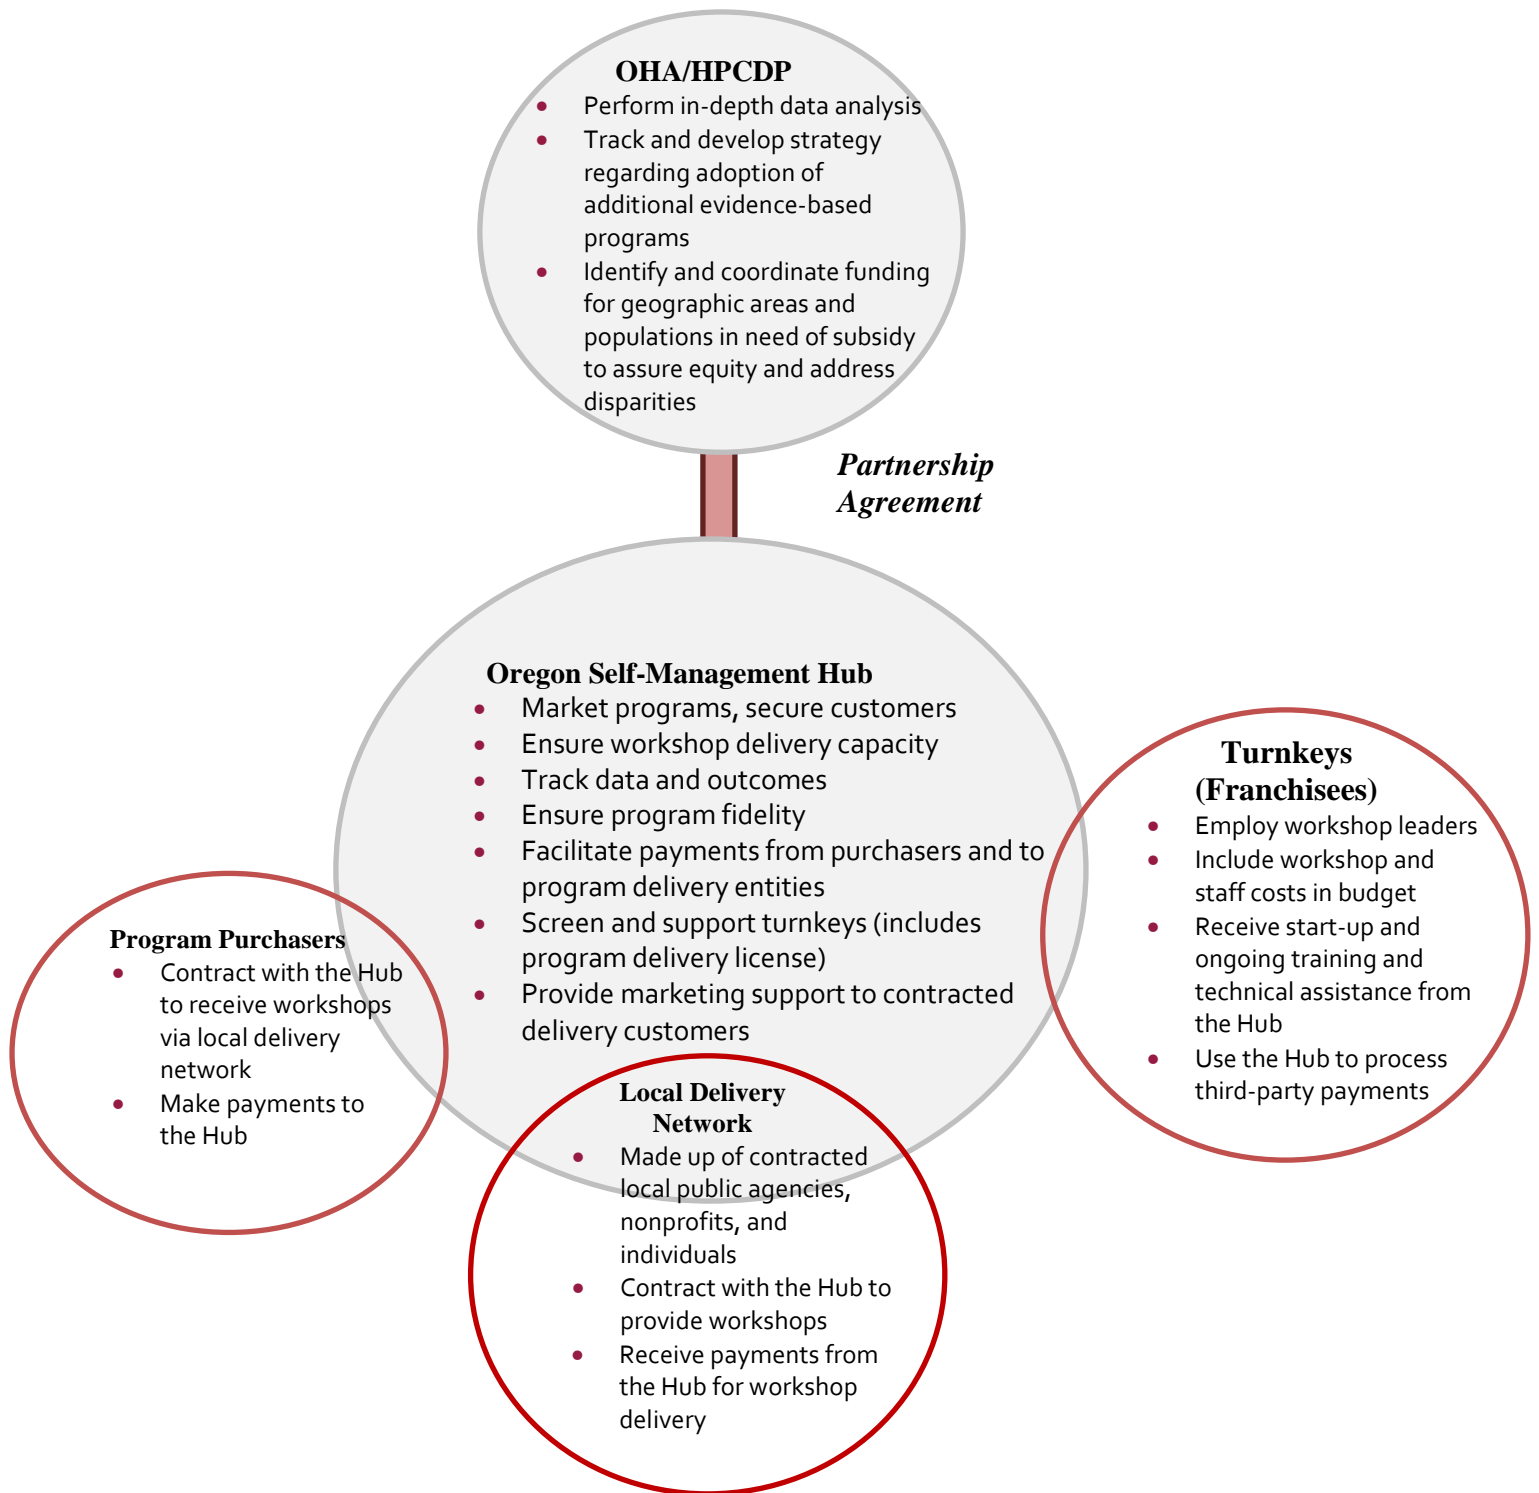 OHA/HPCDP
• Perform in-depth data analysis
• Track and develop strategy
regarding adoption of
additional evidence-based
programs
• Identify and coordinate funding
for geographic areas and
populations in need of subsidy
to assure equity and address
disparities
Partnership
Agreement
Oregon Self-Management Hub
• Market programs, secure customers
• Ensure workshop delivery capacity
• Track data and outcomes
• Ensure program fidelity
• Facilitate payments from purchasers and to
program delivery entities
• Screen and support turnkeys (includes
program delivery license)
• Provide marketing support to contracted
delivery customers
Turnkeys
(Franchisees)
• Employ workshop leaders
• Include workshop and
staff costs in budget
• Receive start-up and
ongoing training and
technical assistance from
the Hub
• Use the Hub to process
third-party payments
Program Purchasers
• Contract with the Hub
to receive workshops
via local delivery
network
• Make payments to
the Hub
Local Delivery
Network
• Made up of contracted
local public agencies,
nonprofits, and
individuals
• Contract with the Hub to
provide workshops
• Receive payments from
the Hub for workshop
delivery